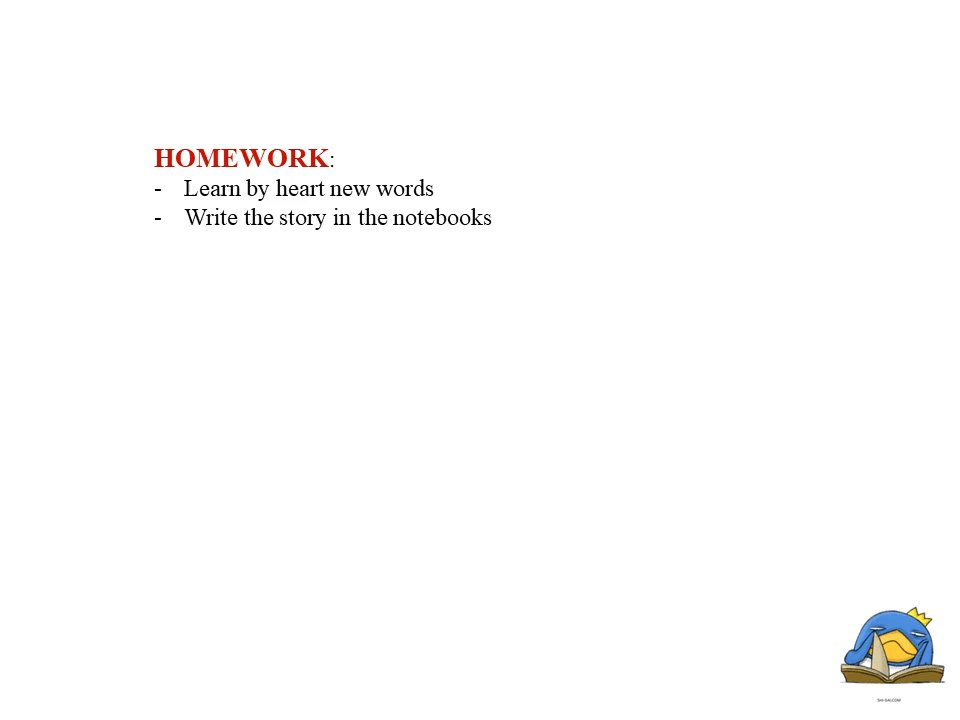 HOMEWORK:
- Learn by heart new words
- Write the story in the notebooks